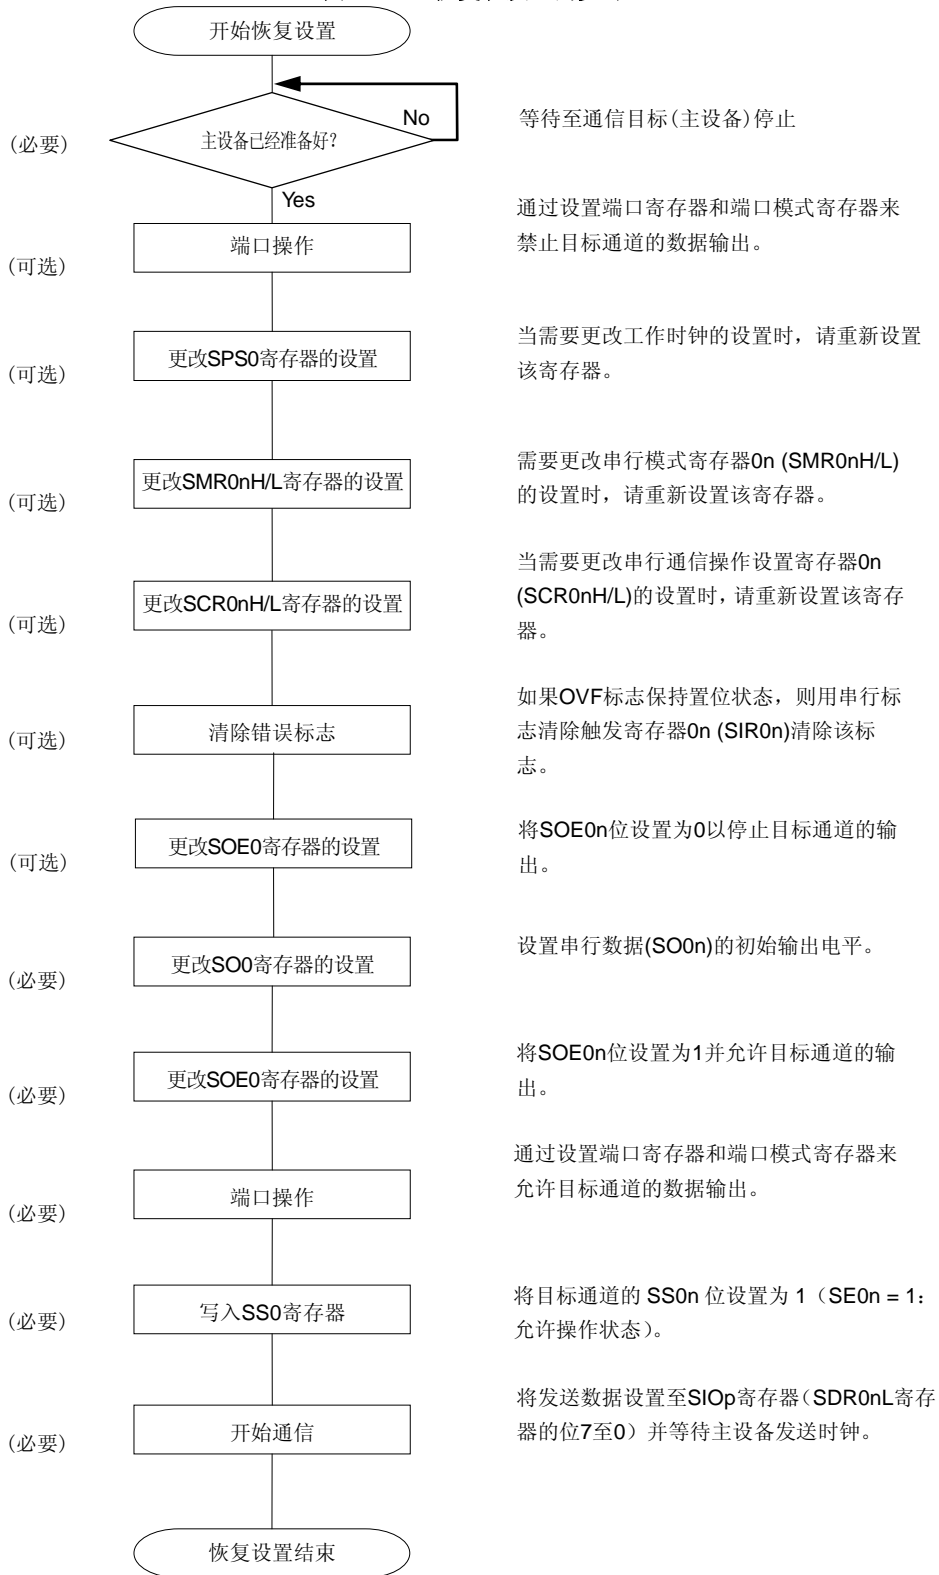 开始恢复设置
No
(必要)
主设备已经准备好?
等待至通信目标(主设备)停止
Yes
(可选)
端口操作
通过设置端口寄存器和端口模式寄存器来
禁止目标通道的数据输出。
(可选)
更改SPS0寄存器的设置
当需要更改工作时钟的设置时，请重新设置
该寄存器。
(可选)
更改SMR0nH/L寄存器的设置
需要更改串行模式寄存器0n (SMR0nH/L)
的设置时，请重新设置该寄存器。
(可选)
更改SCR0nH/L寄存器的设置
当需要更改串行通信操作设置寄存器0n
(SCR0nH/L)的设置时，请重新设置该寄存
器。
(可选)
清除错误标志
如果OVF标志保持置位状态，则用串行标
志清除触发寄存器0n (SIR0n)清除该标
志。
(可选)
更改SOE0寄存器的设置
将SOE0n位设置为0以停止目标通道的输
出。
(必要)
更改SO0寄存器的设置
设置串行数据(SO0n)的初始输出电平。
(必要)
更改SOE0寄存器的设置
将SOE0n位设置为1并允许目标通道的输
出。
(必要)
端口操作
通过设置端口寄存器和端口模式寄存器来
允许目标通道的数据输出。
(必要)
写入SS0寄存器
将目标通道的 SS0n 位设置为 1（SE0n = 1：
允许操作状态）。
(必要)
开始通信
将发送数据设置至SIOp寄存器（SDR0nL寄存
器的位7至0）并等待主设备发送时钟。
恢复设置结束